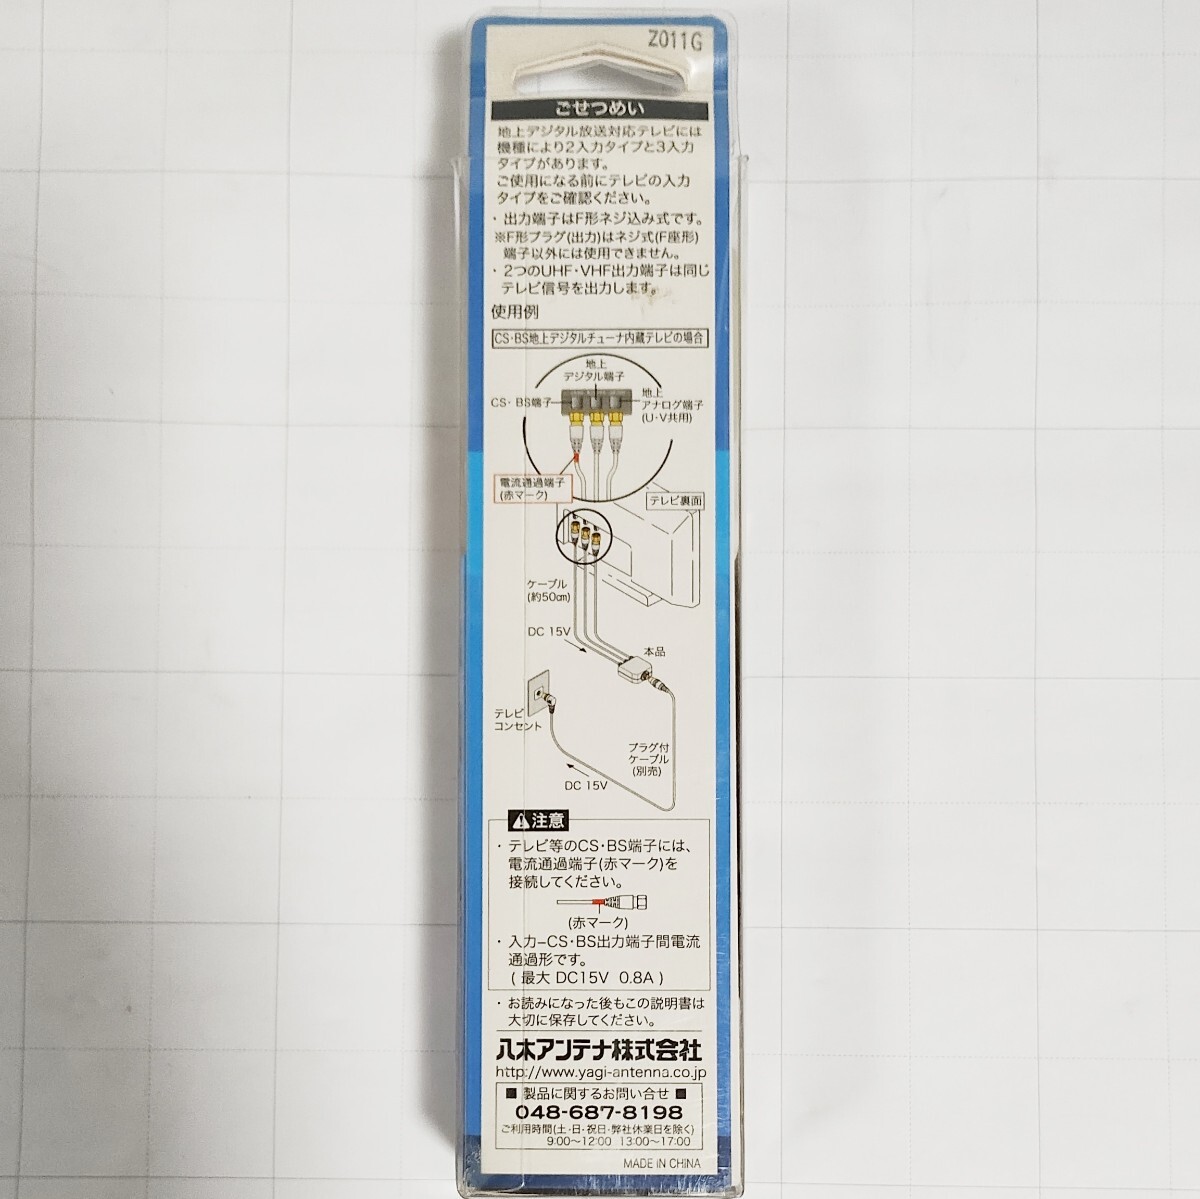 Z011G
ごせつめい
地上デジタル放送対応テレビには
機種により2入力タイプと3入力
タイプがあります。
ご使用になる前にテレビの入力
タイプをご確認ください。
・出力端子はF形ネジ込み式です。
※F形プラグ(出力)はネジ式(F座形)
端子以外には使用できません。
・2つのUHF・VHF出力端子は同じ
テレビ信号を出力します。
使用例
CS・BS地上デジタルチューナ内蔵テレビの場合
地上
デジタル端子
CS・BS端子
地上
アナログ端子
(U・V共用)
電流通過端子
(赤マーク)
テレビ裏面
ケーブル
(約50㎝)
DC 15V
本品
テレビ
コンセント
プラグ付
ケーブル
(別売)
DC 15V
注意
・テレビ等のCS・BS端子には、
電流通過端子(赤マーク)を
接続してください。
(赤マーク)
・入力−CS・BS出力端子間電流
通過形です。
(最大 DC15V 0.8A)
・お読みになった後もこの説明書は
大切に保存してください。
八木アンテナ株式会社
http://www.yagi-antenna.co.jp
■ 製品に関するお問い合せ ■
048-687-8198
ご利用時間(土・日・祝日・弊社休業日を除く)
9:00〜12:00 13:00〜17:00
MADE IN CHINA